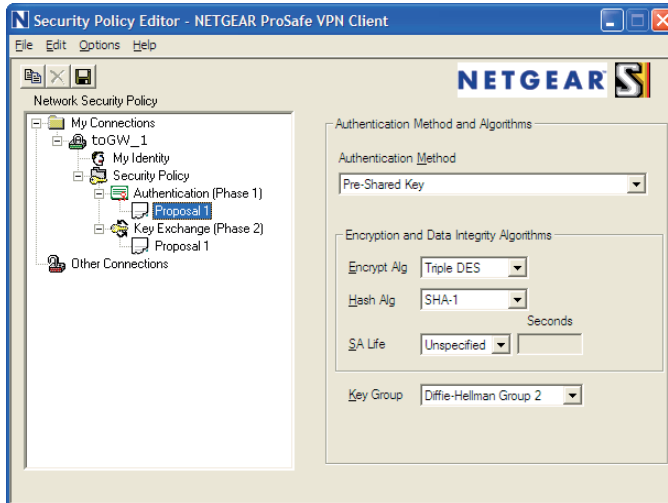 N Security Policy Editor - NETGEAR ProSafe VPN Client
File Edit Options Help
NETGEAR
Network Security Policy
My Connections
toGW_1
My Identity
Security Policy
Authentication (Phase 1)
Proposal 1
Key Exchange (Phase 2)
Proposal 1
Other Connections
Authentication Method and Algorithms
Authentication Method
Pre-Shared Key
Encryption and Data Integrity Algorithms
Encrypt Alg Triple DES
Hash Alg SHA-1
Seconds
SA Life Unspecified
Key Group Diffie-Hellman Group 2